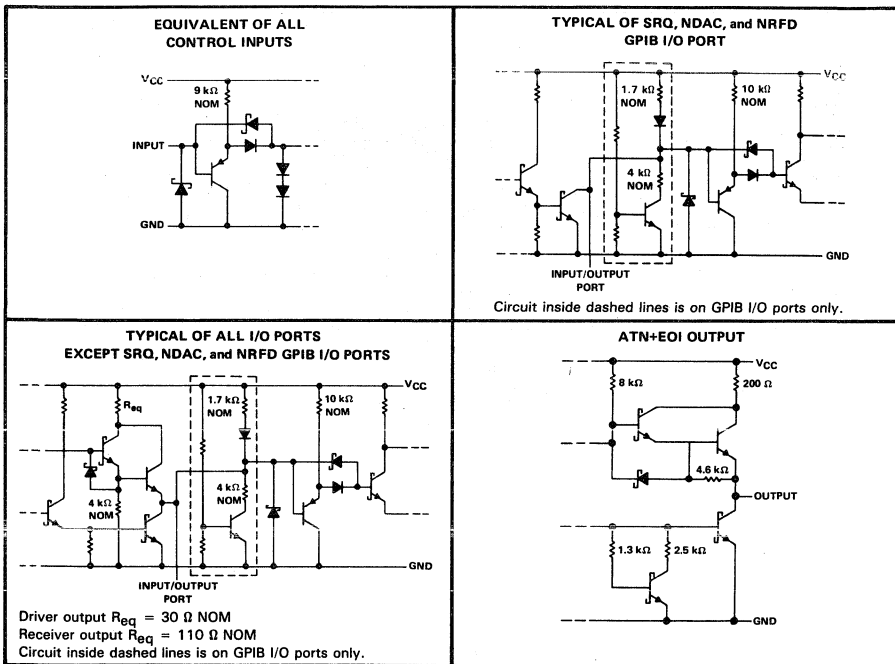 EQUIVALENT OF ALL
CONTROL INPUTS
VCC
9 kΩ
NOM
INPUT
GND
TYPICAL OF SRQ, NDAC, and NRFD
GPIB I/O PORT
VCC
1.7 kΩ
NOM
10 kΩ
NOM
4 kΩ
NOM
GND
INPUT/OUTPUT
PORT
Circuit inside dashed lines is on GPIB I/O ports only.
TYPICAL OF ALL I/O PORTS
EXCEPT SRQ, NDAC, and NRFD GPIB I/O PORTS
VCC
Req
1.7 kΩ
NOM
10 kΩ
NOM
4 kΩ
NOM
4 kΩ
NOM
GND
INPUT/OUTPUT
PORT
Driver output Req = 30 Ω NOM
Receiver output Req = 110 Ω NOM
Circuit inside dashed lines is on GPIB I/O ports only.
ATN+EOI OUTPUT
VCC
8 kΩ
200 Ω
4.6 kΩ
OUTPUT
1.3 kΩ
2.5 kΩ
GND